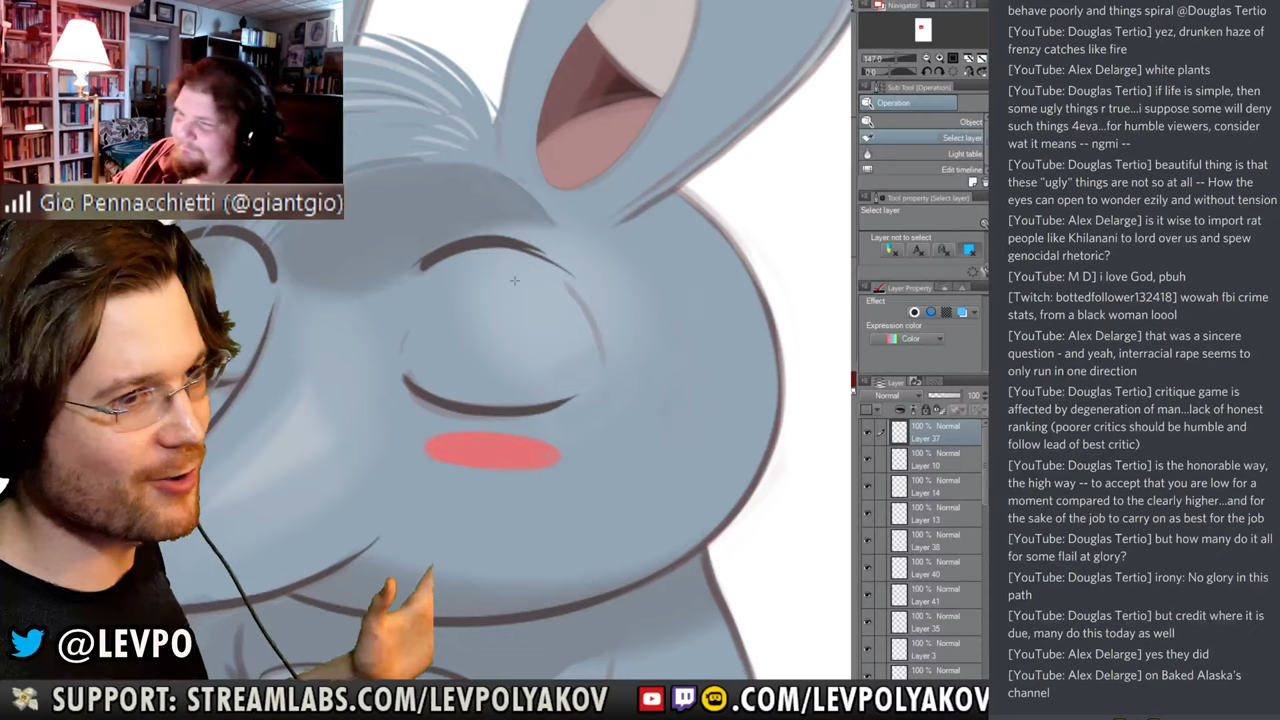 Gio Pennacchietti (@giantgio)
@LEVPO
SUPPORT: STREAMLABS.COM/LEVPOLYAKOV
.COM/LEVPOLYAKOV
Navigator
147.0
0.0
Sub Tool (Operation)
Operation
Object
Select layer
Light table
Edit timeline
Tool property (Select layer)
Select layer
Layer not to select
Layer Property
Effect
Expression color
Color
Layer
Normal
100
100 % Normal
Layer 37
100 % Normal
Layer 10
100 % Normal
Layer 14
100 % Normal
Layer 13
100 % Normal
Layer 38
100 % Normal
Layer 40
100 % Normal
Layer 41
100 % Normal
Layer 35
100 % Normal
Layer 3
100 % Normal
behave poorly and things spiral @Douglas Tertio
[YouTube: Douglas Tertio] yez, drunken haze of
frenzy catches like fire
[YouTube: Alex Delarge] white plants
[YouTube: Douglas Tertio] if life is simple, then
some ugly things r true...i suppose some will deny
such things 4eva...for humble viewers, consider
wat it means -- ngmi --
[YouTube: Douglas Tertio] beautiful thing is that
these "ugly" things are not so at all -- How the
eyes can open to wonder ezily and without tension
[YouTube: Alex Delarge] is it wise to import rat
people like Khilanani to lord over us and spew
genocidal rhetoric?
[YouTube: M D] i love God, pbuh
[Twitch: bottedfollower132418] wowah fbi crime
stats, from a black woman loool
[YouTube: Alex Delarge] that was a sincere
question - and yeah, interracial rape seems to
only run in one direction
[YouTube: Douglas Tertio] critique game is
affected by degeneration of man...lack of honest
ranking (poorer critics should be humble and
follow lead of best critic)
[YouTube: Douglas Tertio] is the honorable way,
the high way -- to accept that you are low for a
moment compared to the clearly higher...and for
the sake of the job to carry on as best for the job
[YouTube: Douglas Tertio] but how many do it all
for some flail at glory?
[YouTube: Douglas Tertio] irony: No glory in this
path
[YouTube: Douglas Tertio] but credit where it is
due, many do this today as well
[YouTube: Alex Delarge] yes they did
[YouTube: Alex Delarge] on Baked Alaska's
channel